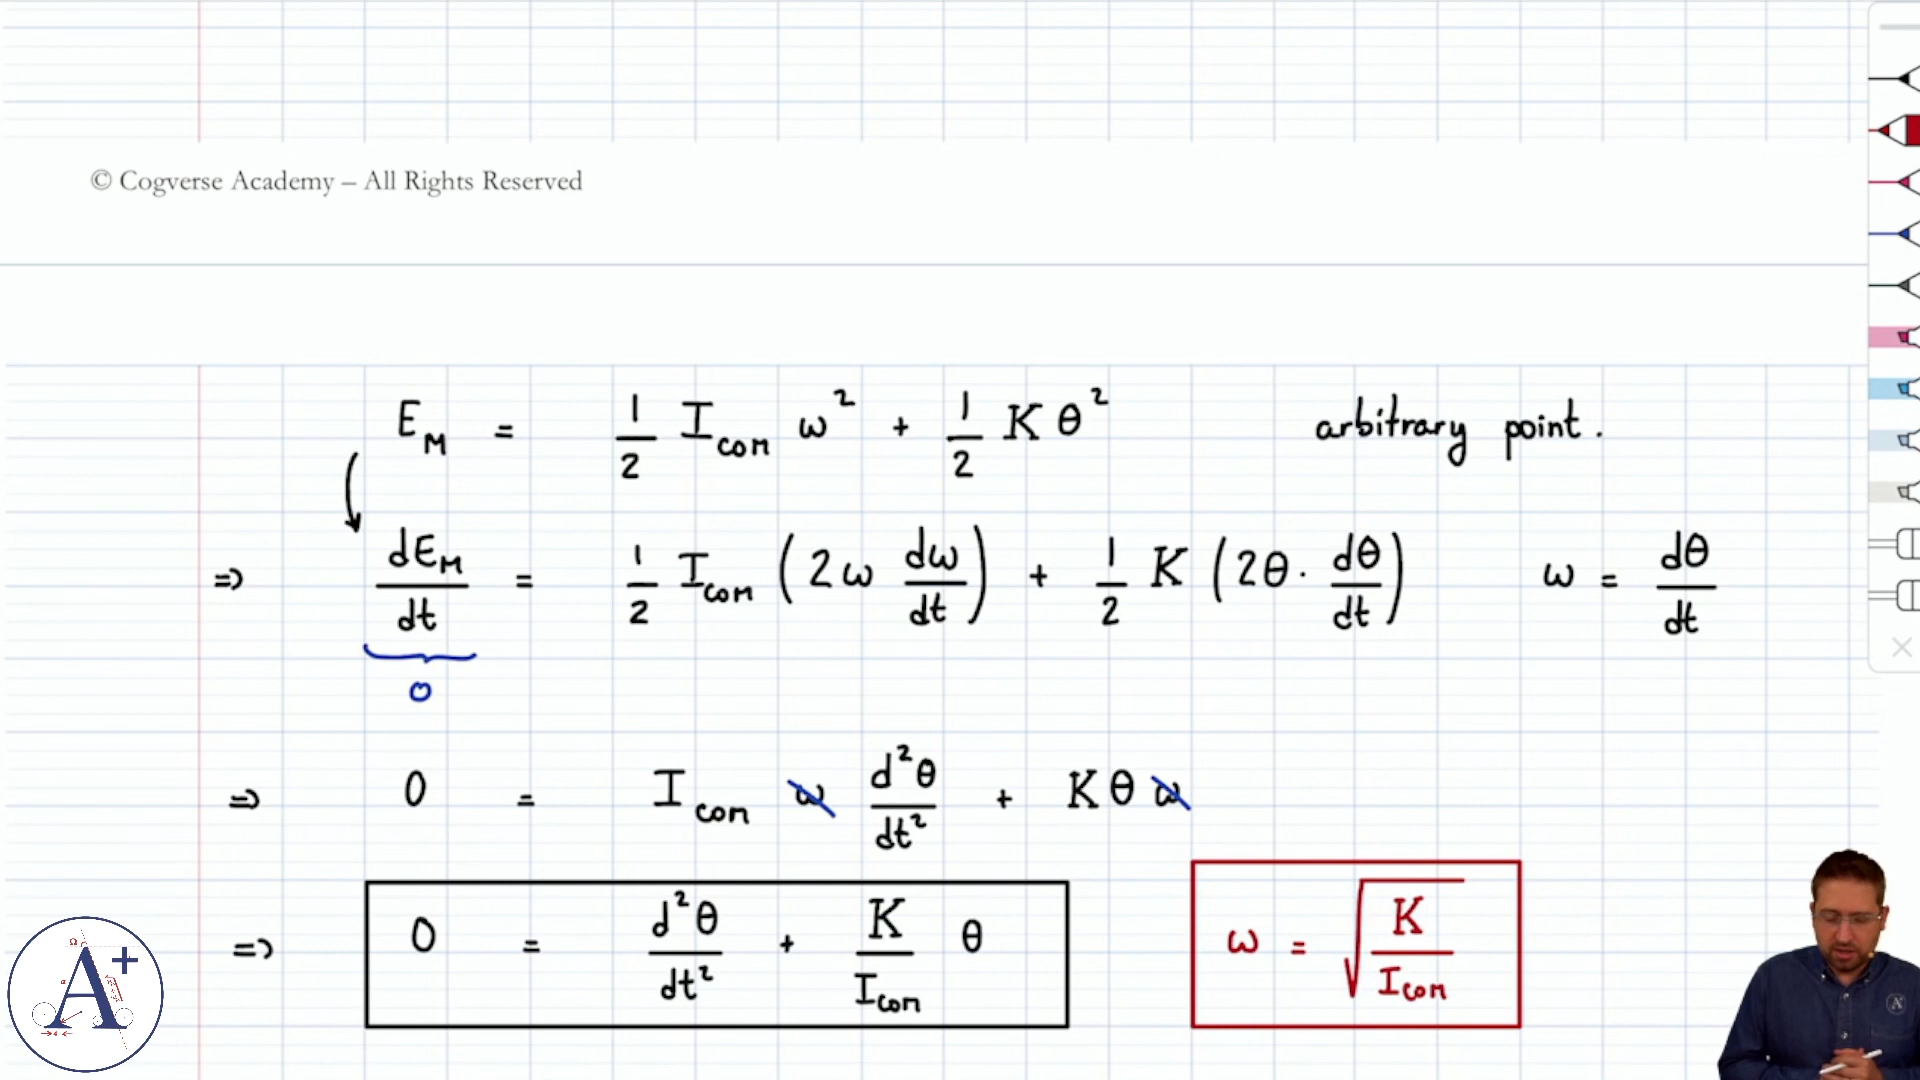 © Cogverse Academy – All Rights Reserved
E_M = 1/2 I_com ω² + 1/2 K θ² arbitrary point.
=> dE_M/dt = 1/2 I_com (2ω dω/dt) + 1/2 K (2θ · dθ/dt) ω = dθ/dt
0
=> 0 = I_com ω d²θ/dt² + K θ ω
=> 0 = d²θ/dt² + K/I_com θ
ω = √(K/I_com)
A+